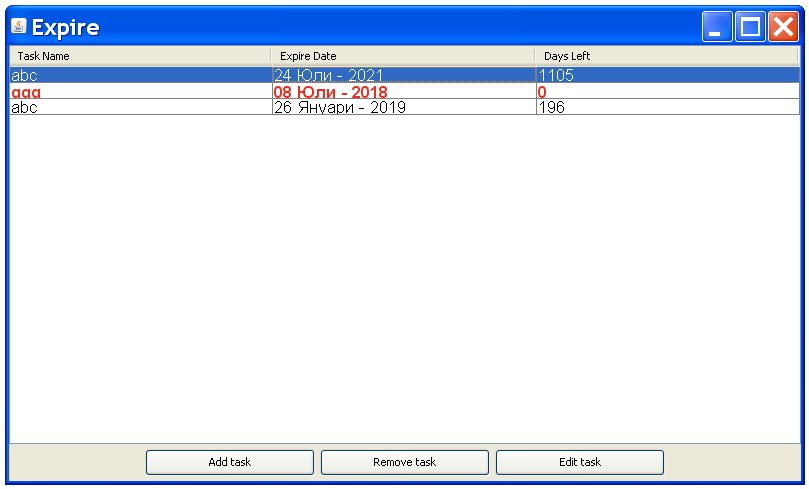 Expire
Task Name Expire Date Days Left
abc 24 Юли - 2021 1105
aaa 08 Юли - 2018 0
abc 26 Януари - 2019 196
Add task Remove task Edit task